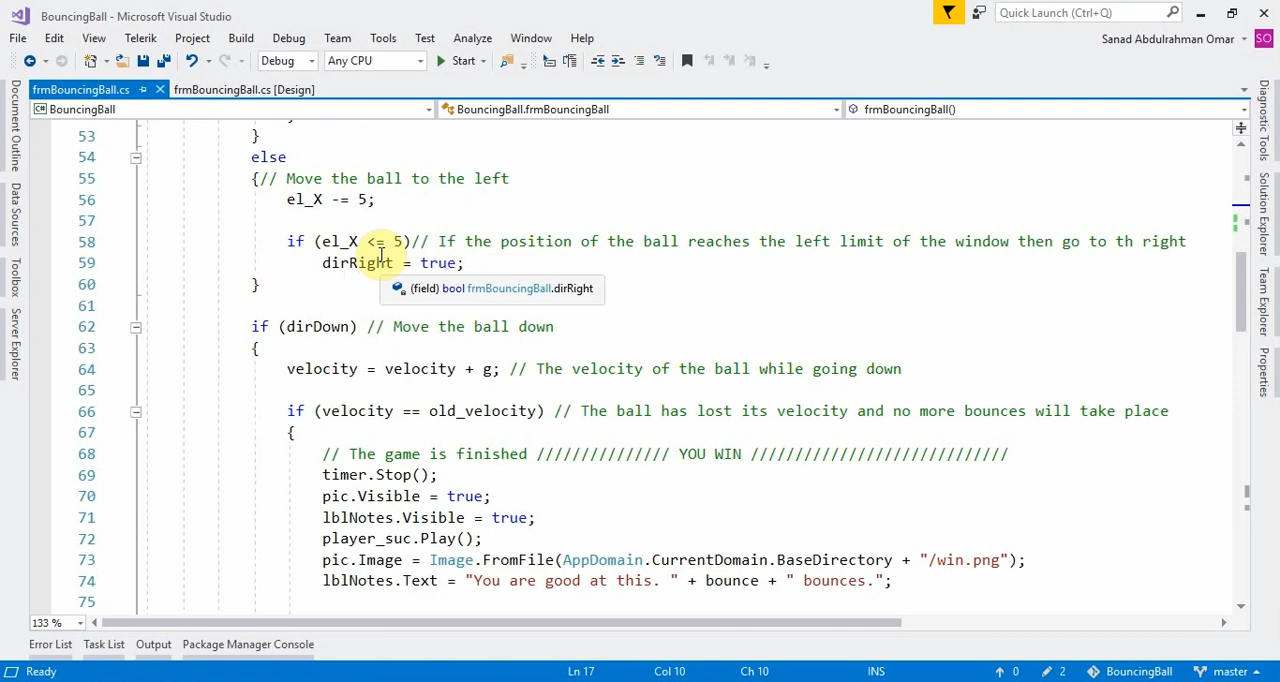 BouncingBall - Microsoft Visual Studio
Quick Launch (Ctrl+Q)
File Edit View Telerik Project Build Debug Team Tools Test Analyze Window Help
Sanad Abdulrahman Omar SO
Debug Any CPU Start
frmBouncingBall.cs frmBouncingBall.cs [Design]
C# BouncingBall BouncingBall.frmBouncingBall frmBouncingBall()
Document Outline
Data Sources
Toolbox
Server Explorer
53 }
54 else
55 {// Move the ball to the left
56 el_X -= 5;
57
58 if (el_X <= 5)// If the position of the ball reaches the left limit of the window then go to th right
59 dirRight = true;
60 }
(field) bool frmBouncingBall.dirRight
61
62 if (dirDown) // Move the ball down
63 {
64 velocity = velocity + g; // The velocity of the ball while going down
65
66 if (velocity == old_velocity) // The ball has lost its velocity and no more bounces will take place
67 {
68 // The game is finished /////////////// YOU WIN /////////////////////////////
69 timer.Stop();
70 pic.Visible = true;
71 lblNotes.Visible = true;
72 player_suc.Play();
73 pic.Image = Image.FromFile(AppDomain.CurrentDomain.BaseDirectory + "/win.png");
74 lblNotes.Text = "You are good at this. " + bounce + " bounces.";
75
Diagnostic Tools
Solution Explorer
Team Explorer
Properties
133 %
Error List Task List Output Package Manager Console
Ready Ln 17 Col 10 Ch 10 INS 0 2 BouncingBall master